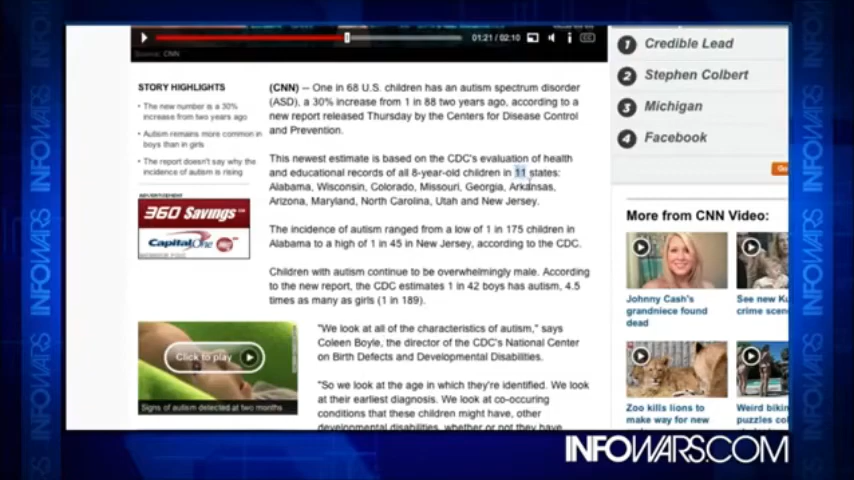 INFOWARS
INFOWARS
INFOWARS
INFOWARS
01:21 / 02:10
Source: CNN
STORY HIGHLIGHTS
• The new number is a 30%
increase from two years ago
• Autism remains more common in
boys than in girls
• The report doesn't say why the
incidence of autism is rising
ADVERTISEMENT
360 Savings
Capital One
(CNN) -- One in 68 U.S. children has an autism spectrum disorder
(ASD), a 30% increase from 1 in 88 two years ago, according to a
new report released Thursday by the Centers for Disease Control
and Prevention.
This newest estimate is based on the CDC's evaluation of health
and educational records of all 8-year-old children in 11 states:
Alabama, Wisconsin, Colorado, Missouri, Georgia, Arkansas,
Arizona, Maryland, North Carolina, Utah and New Jersey.
The incidence of autism ranged from a low of 1 in 175 children in
Alabama to a high of 1 in 45 in New Jersey, according to the CDC.
Children with autism continue to be overwhelmingly male. According
to the new report, the CDC estimates 1 in 42 boys has autism, 4.5
times as many as girls (1 in 189).
Click to play
Signs of autism detected at two months
"We look at all of the characteristics of autism," says
Coleen Boyle, the director of the CDC's National Center
on Birth Defects and Developmental Disabilities.
"So we look at the age in which they're identified. We look
at their earliest diagnosis. We look at co-occuring
conditions that these children might have, other
developmental disabilities, whether or not they have
1 Credible Lead
2 Stephen Colbert
3 Michigan
4 Facebook
Go
More from CNN Video:
Johnny Cash's
grandniece found
dead
See new Ku
crime scen
Zoo kills lions to
make way for new
Weird bikin
puzzles col
INFOWARS.COM